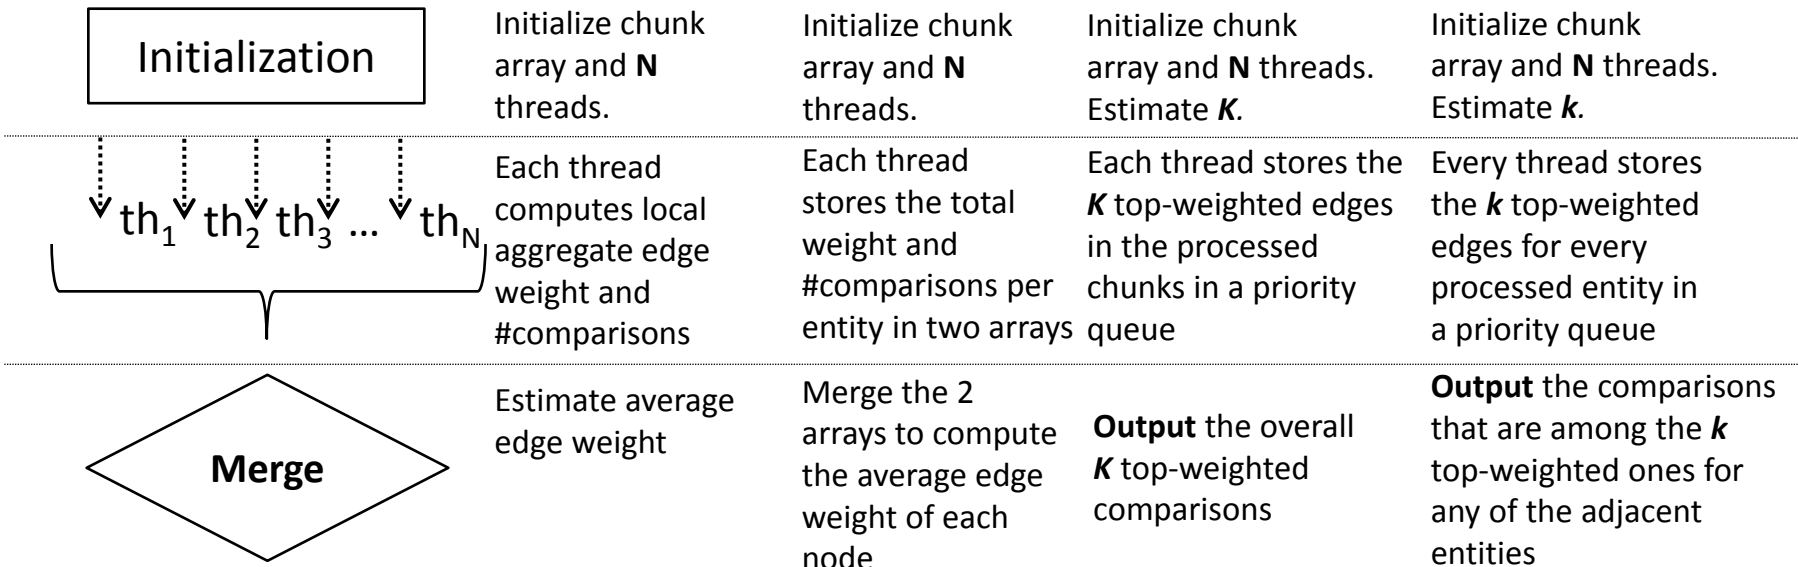 Initialization
Initialize chunk
array and N
threads.
Initialize chunk
array and N
threads.
Initialize chunk
array and N threads.
Estimate K.
Initialize chunk
array and N threads.
Estimate k.
th1 th2 th3 ... thN
Each thread
computes local
aggregate edge
weight and
#comparisons
Each thread
stores the total
weight and
#comparisons per
entity in two arrays
Each thread stores the
K top-weighted edges
in the processed
chunks in a priority
queue
Every thread stores
the k top-weighted
edges for every
processed entity in
a priority queue
Merge
Estimate average
edge weight
Merge the 2
arrays to compute
the average edge
weight of each
node
Output the overall
K top-weighted
comparisons
Output the comparisons
that are among the k
top-weighted ones for
any of the adjacent
entities